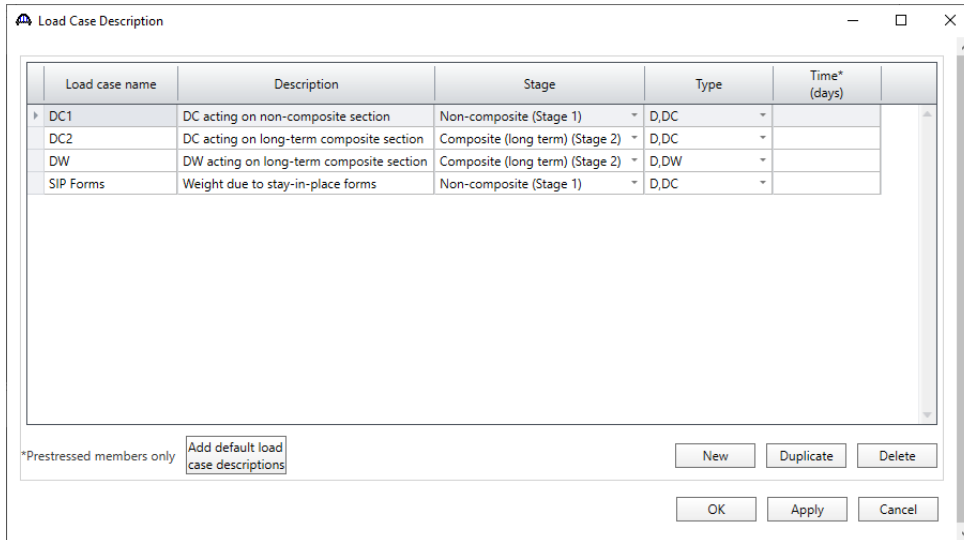 Load Case Description
Load case name Description Stage Type Time*
(days)
DC1 DC acting on non-composite section Non-composite (Stage 1) D,DC
DC2 DC acting on long-term composite section Composite (long term) (Stage 2) D,DC
DW DW acting on long-term composite section Composite (long term) (Stage 2) D,DW
SIP Forms Weight due to stay-in-place forms Non-composite (Stage 1) D,DC
*Prestressed members only
Add default load
case descriptions
New Duplicate Delete
OK Apply Cancel